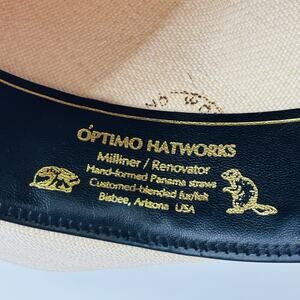 ÓPTIMO HATWORKS
Milliner / Renovator
Hand-formed Panama straws
Customed-blended fur felt
Bisbee, Arizona USA